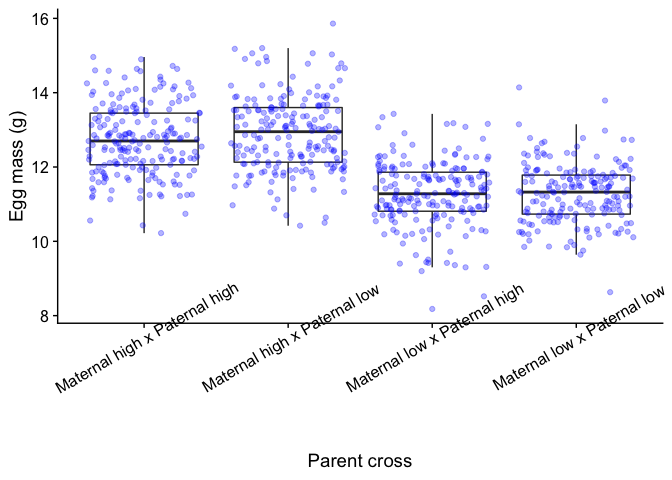 16
14
12
10
8
Egg mass (g)
Maternal high x Paternal high
Maternal high x Paternal low
Maternal low x Paternal high
Maternal low x Paternal low
Parent cross